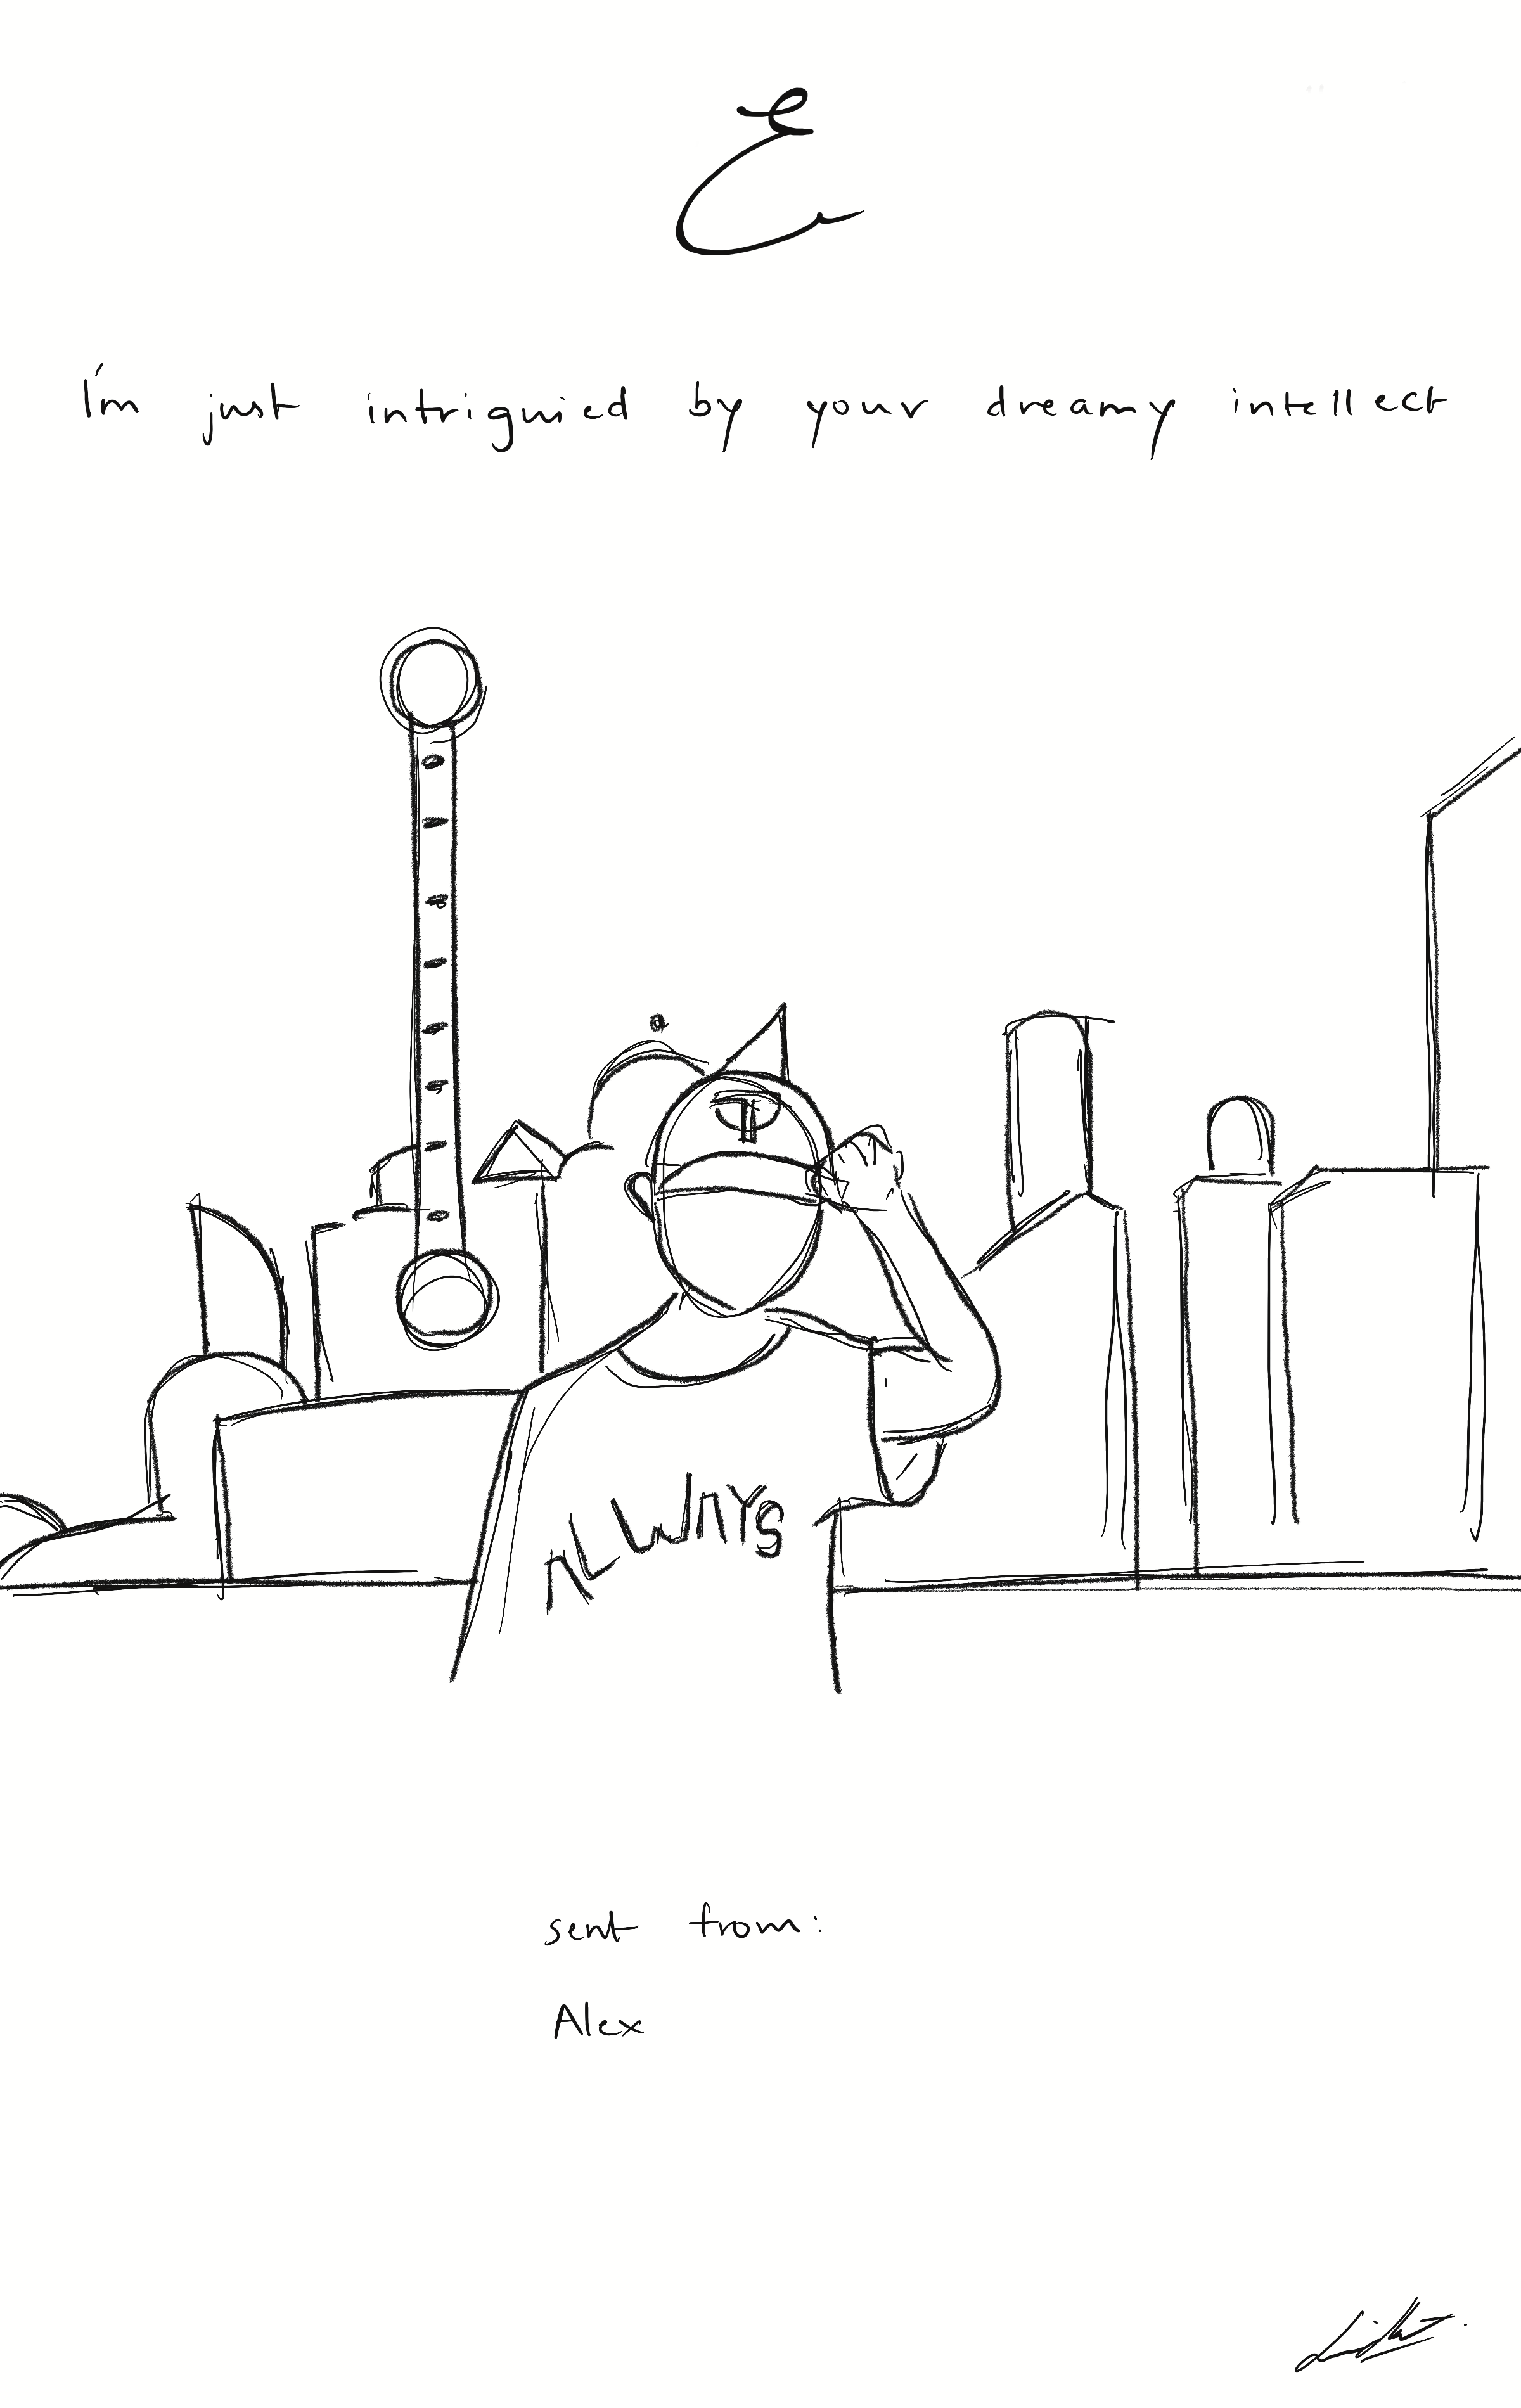 E
I'm just intriguied by your dreamy intellect
T
ALWAYS
sent from:
Alex